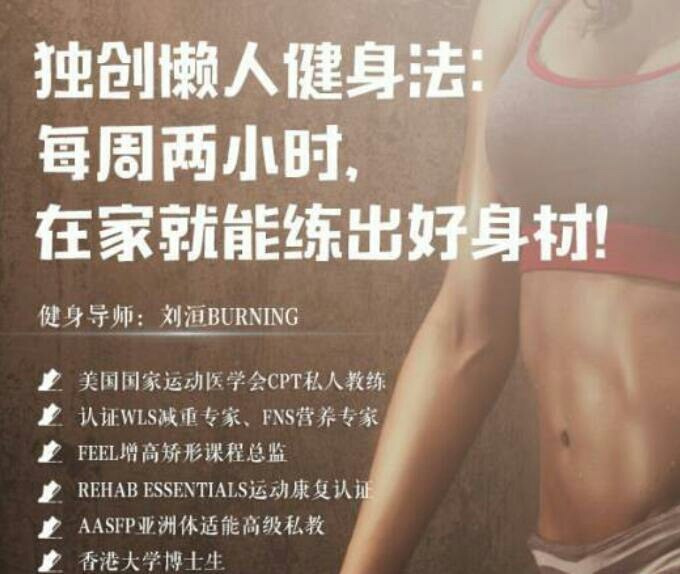 独创懒人健身法:
每周两小时,
在家就能练出好身材!
健身导师：刘洹BURNING
美国国家运动医学会CPT私人教练
认证WLS减重专家、FNS营养专家
FEEL增高矫形课程总监
REHAB ESSENTIALS运动康复认证
AASFP亚洲体适能高级私教
香港大学博士生